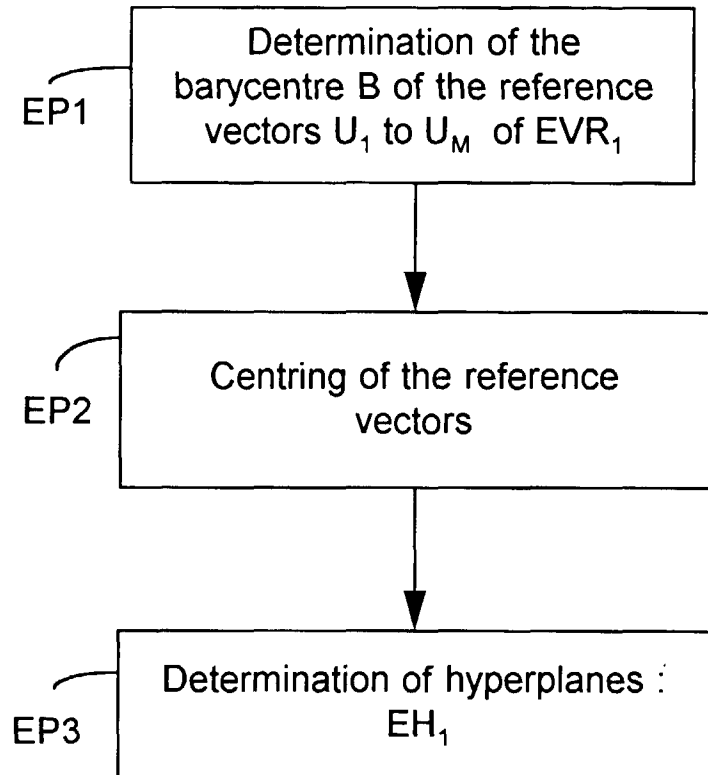 Determination of the
barycentre B of the reference
vectors U₁ to U_M of EVR₁
EP1
Centring of the reference
vectors
EP2
Determination of hyperplanes :
EH₁
EP3